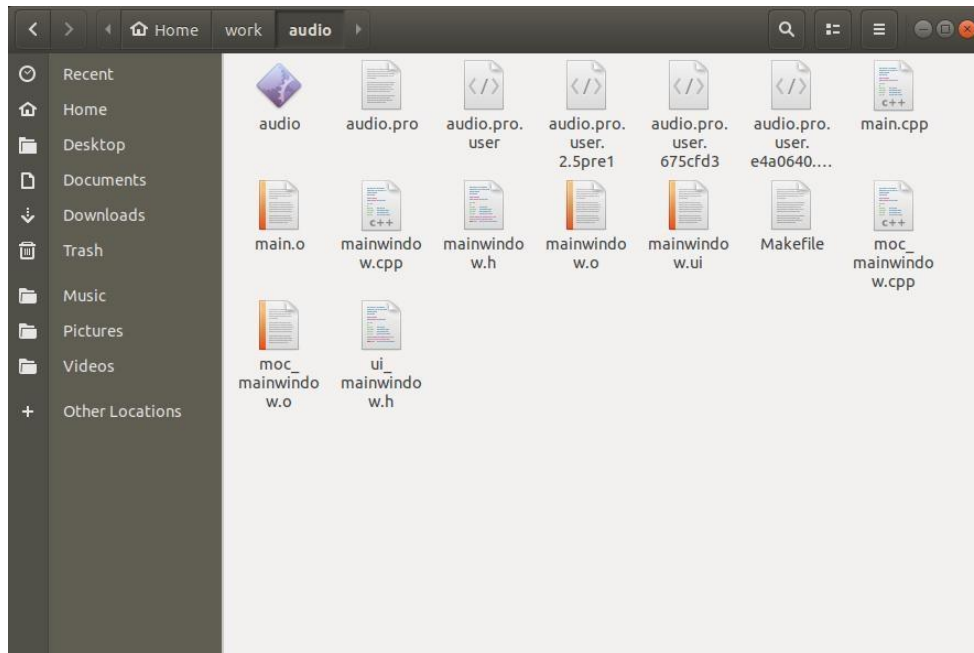 Home work audio
Recent
Home
Desktop
Documents
Downloads
Trash
Music
Pictures
Videos
Other Locations
audio
audio.pro
audio.pro.
user
audio.pro.
user.
2.5pre1
audio.pro.
user.
675cfd3
audio.pro.
user.
e4a0640....
main.cpp
main.o
mainwindo
w.cpp
mainwindo
w.h
mainwindo
w.o
mainwindo
w.ui
Makefile
moc_
mainwindo
w.cpp
moc_
mainwindo
w.o
ui_
mainwindo
w.h
C++
C++
C++